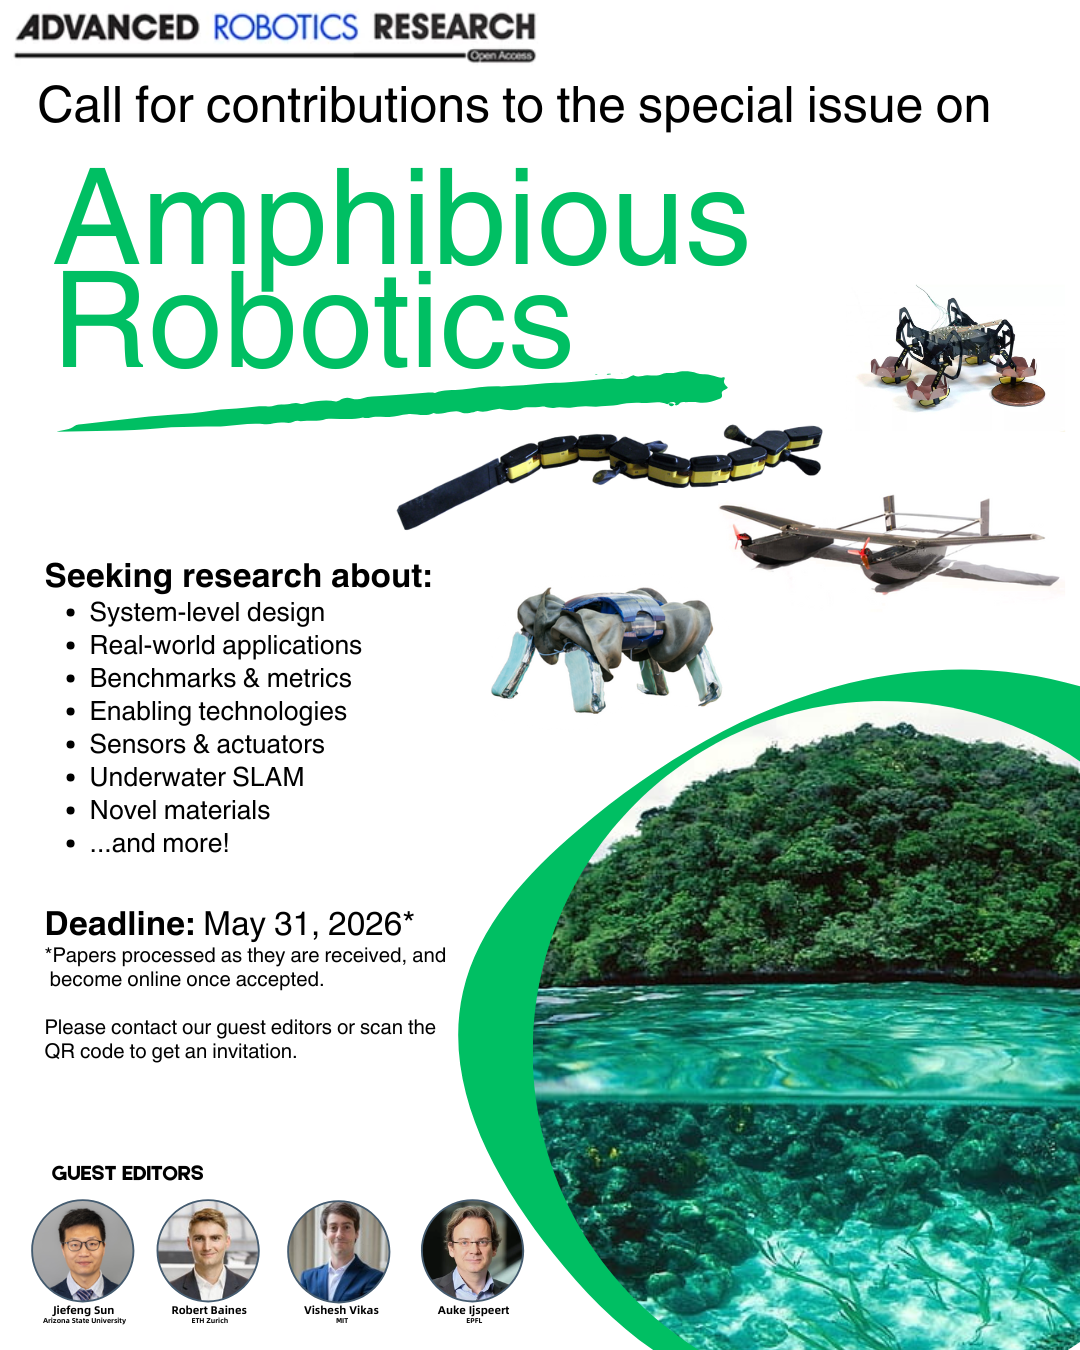 ADVANCED ROBOTICS RESEARCH
Open Access
Call for contributions to the special issue on
Amphibious
Robotics
Seeking research about:
• System-level design
• Real-world applications
• Benchmarks & metrics
• Enabling technologies
• Sensors & actuators
• Underwater SLAM
• Novel materials
• ...and more!
Deadline: May 31, 2026*
*Papers processed as they are received, and
become online once accepted.
Please contact our guest editors or scan the
QR code to get an invitation.
GUEST EDITORS
Jiefeng Sun
Arizona State University
Robert Baines
ETH Zurich
Vishesh Vikas
MIT
Auke Ijspeert
EPFL